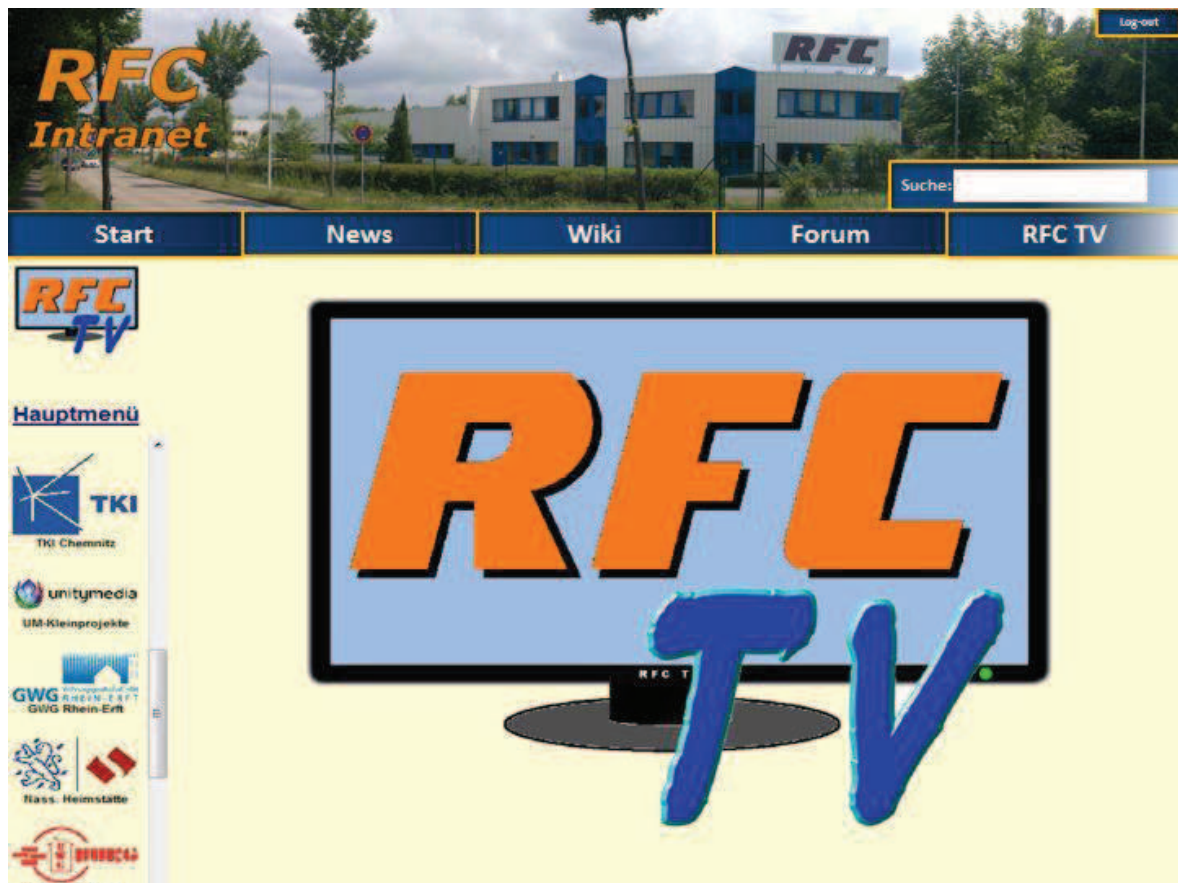 Log-out
RFC
Intranet
RFC
Suche:
Start News Wiki Forum RFC TV
RFC
TV
Hauptmenü
TKI
TKI Chemnitz
unitymedia
UM-Kleinprojekte
GWG
RHEIN-ERFT
GWG Rhein-Erft
Nass. Heimstätte
RFC
RFC T
TV